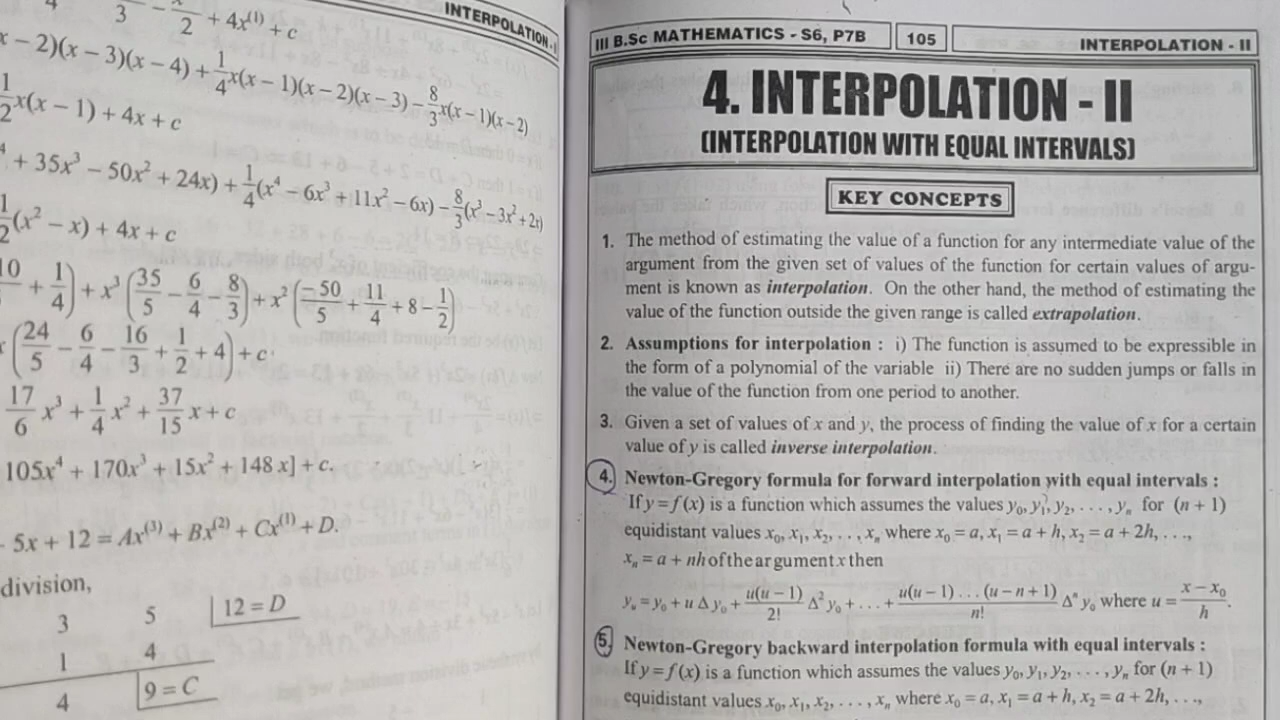 INTERPOLATION - I
3 2 + 4x⁽¹⁾ + c
x − 2)(x − 3)(x − 4) + 1/4 x(x − 1)(x − 2)(x − 3) − 8/3 x(x − 1)(x − 2)
1/2 x(x − 1) + 4x + c
⁴ + 35x³ − 50x² + 24x) + 1/4 (x⁴ − 6x³ + 11x² − 6x) − 8/3 (x³ − 3x² + 2x)
1/2 (x² − x) + 4x + c
10 + 1/4) + x³ (35/5 − 6/4 − 8/3) + x² (−50/5 + 11/4 + 8 − 1/2)
(24/5 − 6/4 − 16/3 + 1/2 + 4) + c
17/6 x³ + 1/4 x² + 37/15 x + c
105x⁴ + 170x³ + 15x² + 148 x] + c.
− 5x + 12 = Ax⁽³⁾ + Bx⁽²⁾ + Cx⁽¹⁾ + D.
division,
3 5 12 = D
1 4
4 9 = C
III B.Sc MATHEMATICS - S6, P7B 105 INTERPOLATION - II
4. INTERPOLATION - II
(INTERPOLATION WITH EQUAL INTERVALS)
KEY CONCEPTS
1. The method of estimating the value of a function for any intermediate value of the
argument from the given set of values of the function for certain values of argu-
ment is known as interpolation. On the other hand, the method of estimating the
value of the function outside the given range is called extrapolation.
2. Assumptions for interpolation : i) The function is assumed to be expressible in
the form of a polynomial of the variable ii) There are no sudden jumps or falls in
the value of the function from one period to another.
3. Given a set of values of x and y, the process of finding the value of x for a certain
value of y is called inverse interpolation.
4. Newton-Gregory formula for forward interpolation with equal intervals :
If y = f (x) is a function which assumes the values y₀, y₁, y₂, . . . , yₙ for (n + 1)
equidistant values x₀, x₁, x₂, . . . , xₙ where x₀ = a, x₁ = a + h, x₂ = a + 2h, . . .,
xₙ = a + nh of the argument x then
yᵤ = y₀ + u Δ y₀ + u(u − 1)/2! Δ² y₀ + . . . + u(u − 1) . . . (u − n + 1)/n! Δⁿ y₀ where u = x − x₀/h.
5. Newton-Gregory backward interpolation formula with equal intervals :
If y = f (x) is a function which assumes the values y₀, y₁, y₂, . . . , yₙ for (n + 1)
equidistant values x₀, x₁, x₂, . . . , xₙ where x₀ = a, x₁ = a + h, x₂ = a + 2h, . . .,